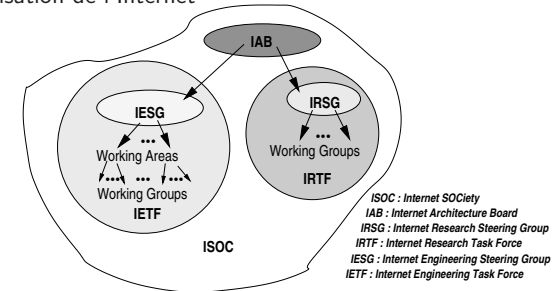 isation de l'Internet
IAB
IESG
IRSG
...
Working Areas
... ... ...
Working Groups
IETF
...
Working Groups
IRTF
ISOC
ISOC : Internet SOCiety
IAB : Internet Architecture Board
IRSG : Internet Research Steering Group
IRTF : Internet Research Task Force
IESG : Internet Engineering Steering Group
IETF : Internet Engineering Task Force